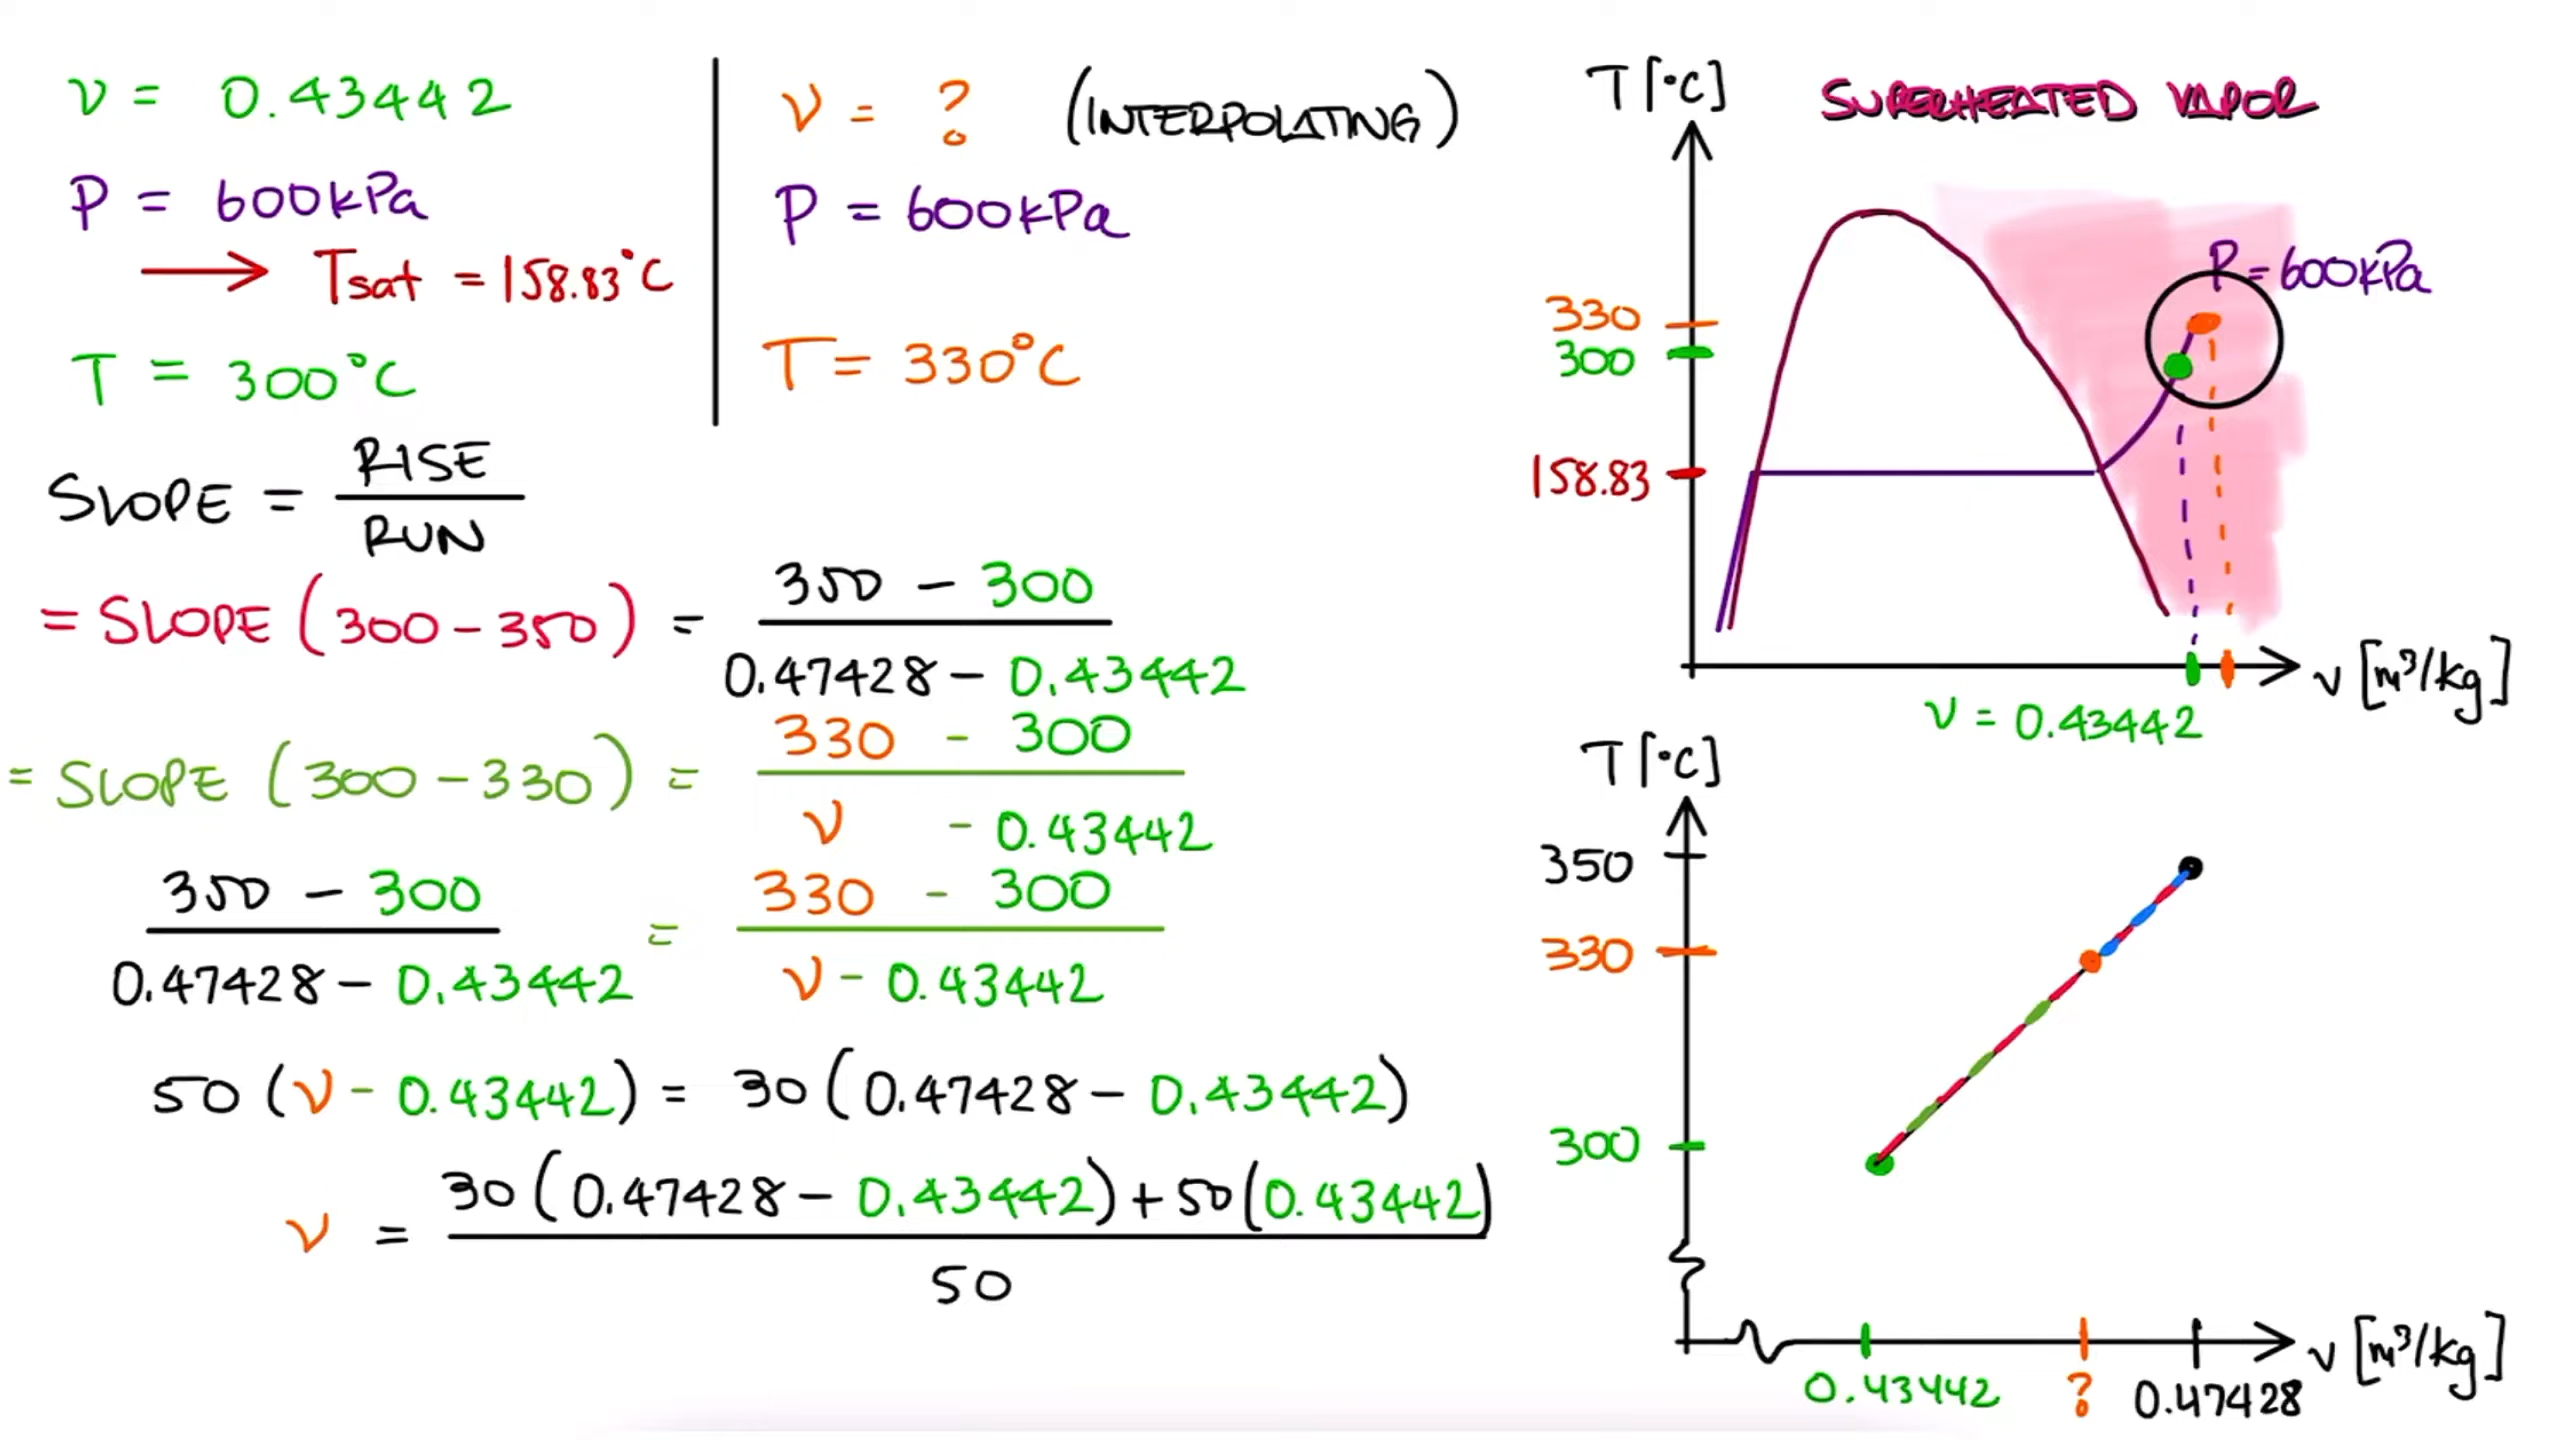 ν = 0.43442
P = 600kPa
→ Tsat = 158.83°C
T = 300°C
ν = ? (INTERPOLATING)
P = 600kPa
T = 330°C
SLOPE = RISE / RUN
= SLOPE (300 - 350) = 350 - 300 / 0.47428 - 0.43442
= SLOPE (300 - 330) = 330 - 300 / ν - 0.43442
350 - 300 / 0.47428 - 0.43442 = 330 - 300 / ν - 0.43442
50 (ν - 0.43442) = 30 (0.47428 - 0.43442)
ν = 30 (0.47428 - 0.43442) + 50 (0.43442) / 50
T [°C]
SUPERHEATED VAPOR
P = 600kPa
330
300
158.83
ν [m³/kg]
ν = 0.43442
T [°C]
350
330
300
ν [m³/kg]
0.43442
?
0.47428